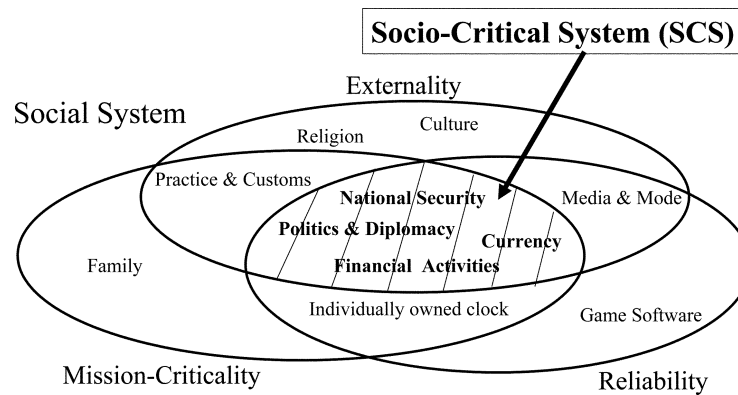 Socio-Critical System (SCS)
Externality
Social System
Culture
Religion
Practice & Customs
National Security
Media & Mode
Politics & Diplomacy
Currency
Family
Financial Activities
Individually owned clock
Game Software
Mission-Criticality
Reliability